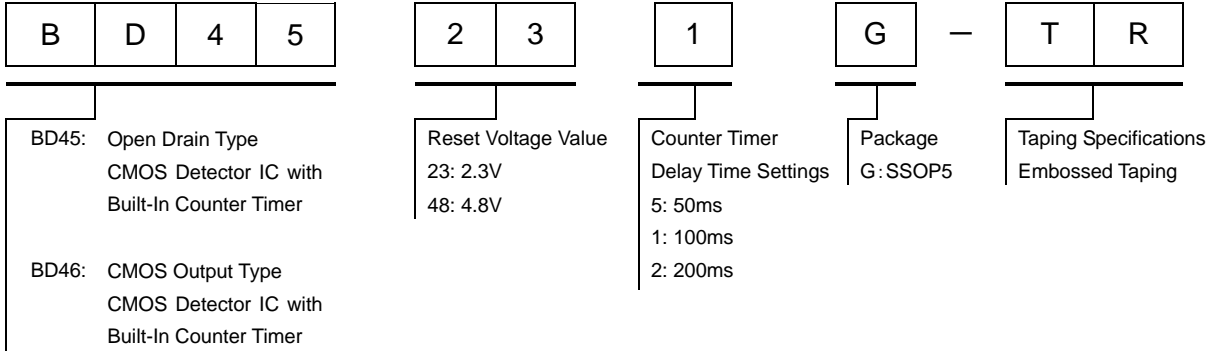 B D 4 5 2 3 1 G － T R
BD45: Open Drain Type
CMOS Detector IC with
Built-In Counter Timer
BD46: CMOS Output Type
CMOS Detector IC with
Built-In Counter Timer
Reset Voltage Value
23: 2.3V
48: 4.8V
Counter Timer
Delay Time Settings
5: 50ms
1: 100ms
2: 200ms
Package
G:SSOP5
Taping Specifications
Embossed Taping